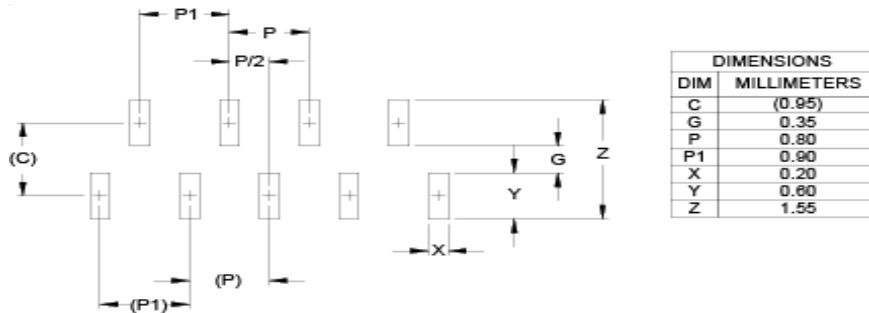 P1
P
P/2
(C)
G
Z
Y
X
(P)
(P1)
DIMENSIONS
DIM MILLIMETERS
C (0.95)
G 0.35
P 0.80
P1 0.90
X 0.20
Y 0.60
Z 1.55